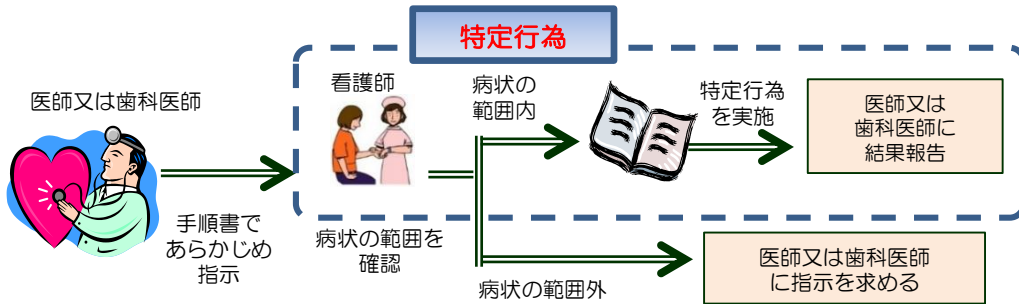 特定行為
医師又は歯科医師
手順書で
あらかじめ
指示
看護師
病状の範囲を
確認
病状の
範囲内
特定行為
を実施
医師又は
歯科医師に
結果報告
病状の範囲外
医師又は歯科医師
に指示を求める